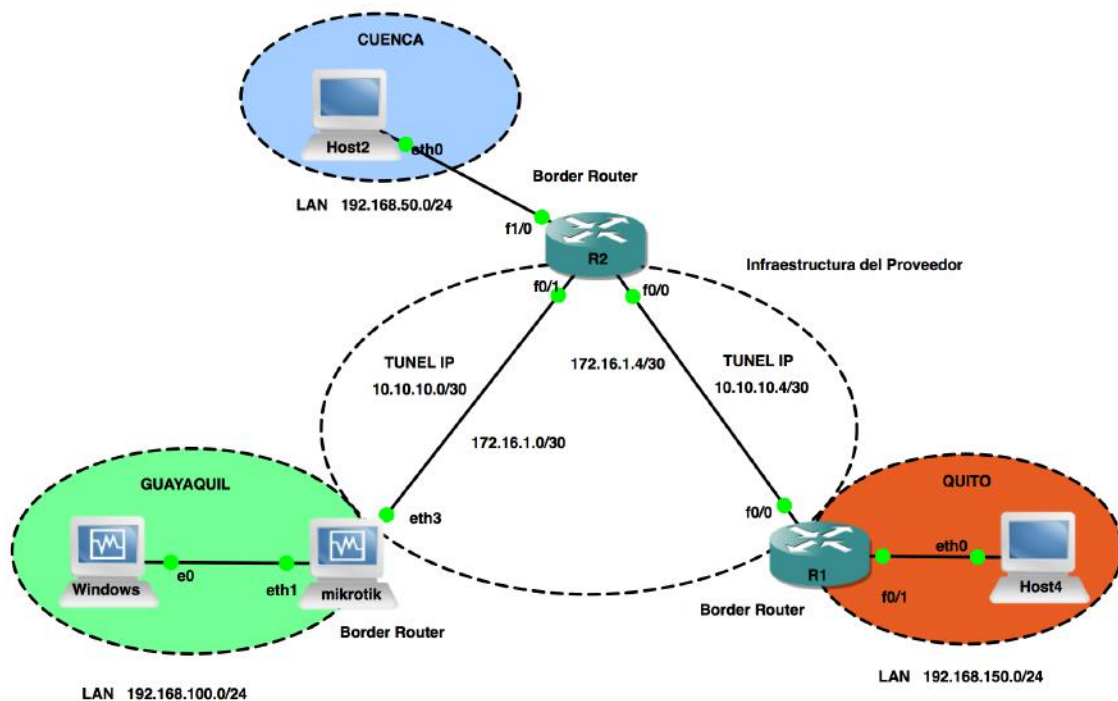 CUENCA
Host2
eth0
LAN 192.168.50.0/24
Border Router
f1/0
R2
Infraestructura del Proveedor
f0/1
f0/0
TUNEL IP
10.10.10.0/30
172.16.1.0/30
172.16.1.4/30
TUNEL IP
10.10.10.4/30
GUAYAQUIL
Windows
e0
eth1
mikrotik
eth3
Border Router
LAN 192.168.100.0/24
QUITO
f0/0
R1
f0/1
eth0
Host4
Border Router
LAN 192.168.150.0/24